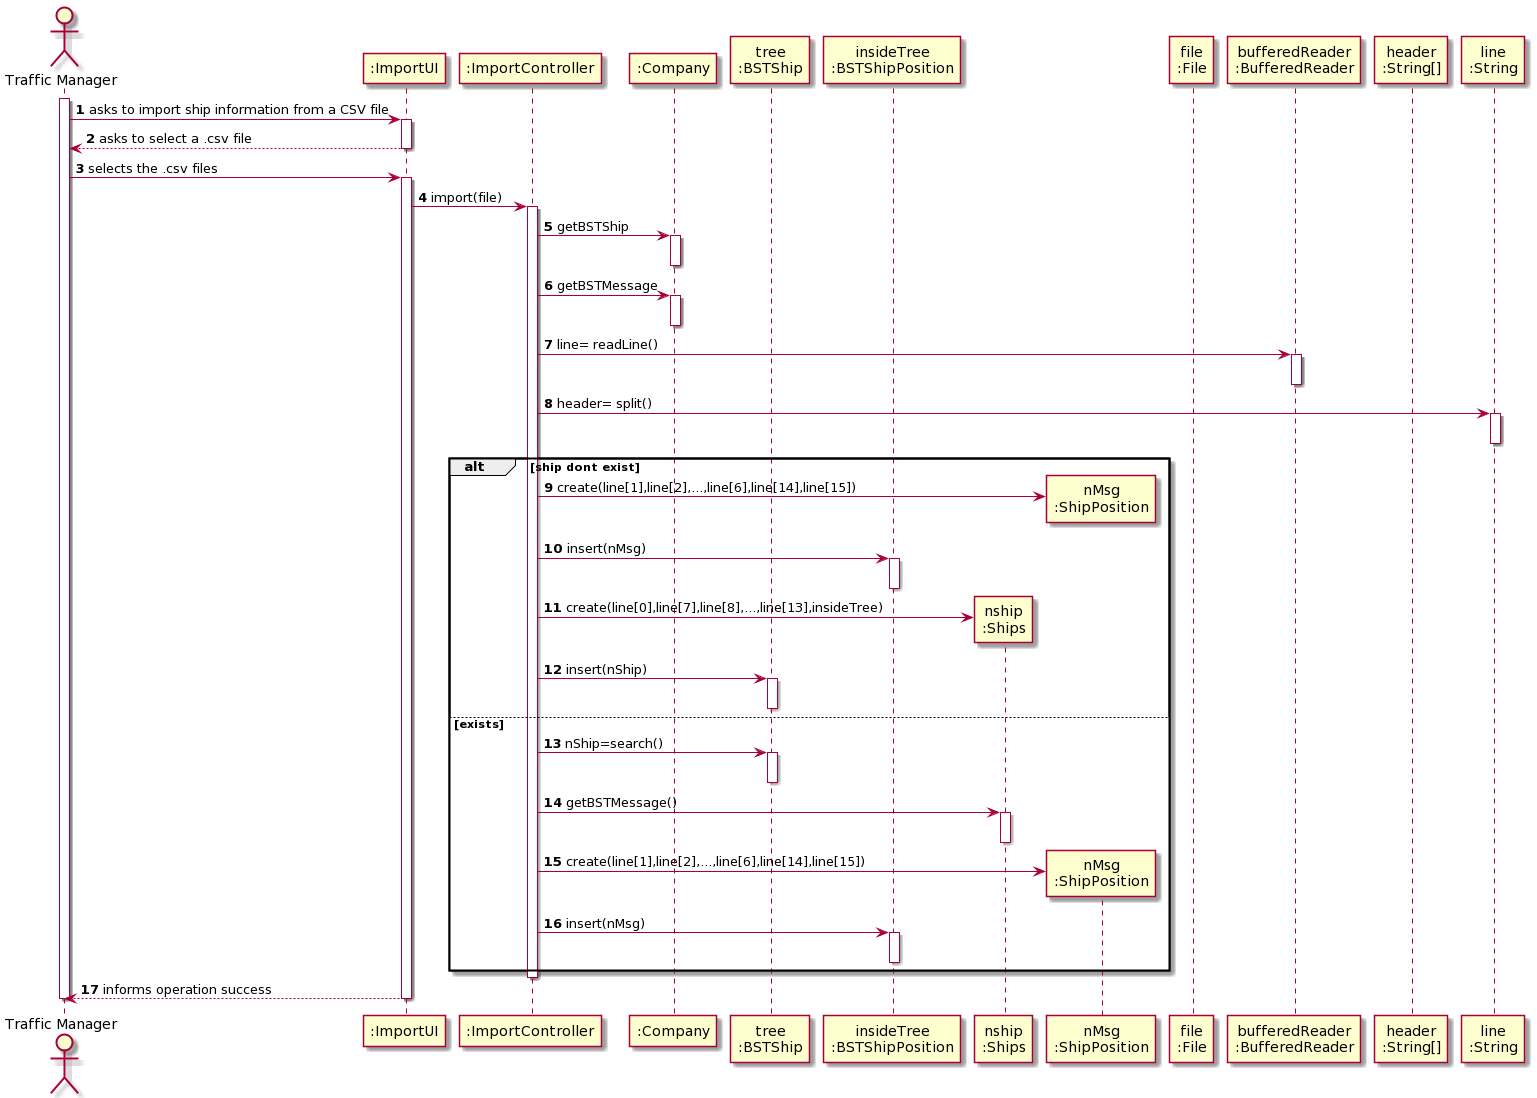 Traffic Manager
:ImportUI
:ImportController
:Company
tree
:BSTShip
insideTree
:BSTShipPosition
file
:File
bufferedReader
:BufferedReader
header
:String[]
line
:String
1 asks to import ship information from a CSV file
2 asks to select a .csv file
3 selects the .csv files
4 import(file)
5 getBSTShip
6 getBSTMessage
7 line= readLine()
8 header= split()
alt [ship dont exist]
9 create(line[1],line[2],...,line[6],line[14],line[15])
nMsg
:ShipPosition
10 insert(nMsg)
11 create(line[0],line[7],line[8],...,line[13],insideTree)
nship
:Ships
12 insert(nShip)
[exists]
13 nShip=search()
14 getBSTMessage()
15 create(line[1],line[2],...,line[6],line[14],line[15])
nMsg
:ShipPosition
16 insert(nMsg)
17 informs operation success
Traffic Manager
:ImportUI
:ImportController
:Company
tree
:BSTShip
insideTree
:BSTShipPosition
nship
:Ships
nMsg
:ShipPosition
file
:File
bufferedReader
:BufferedReader
header
:String[]
line
:String